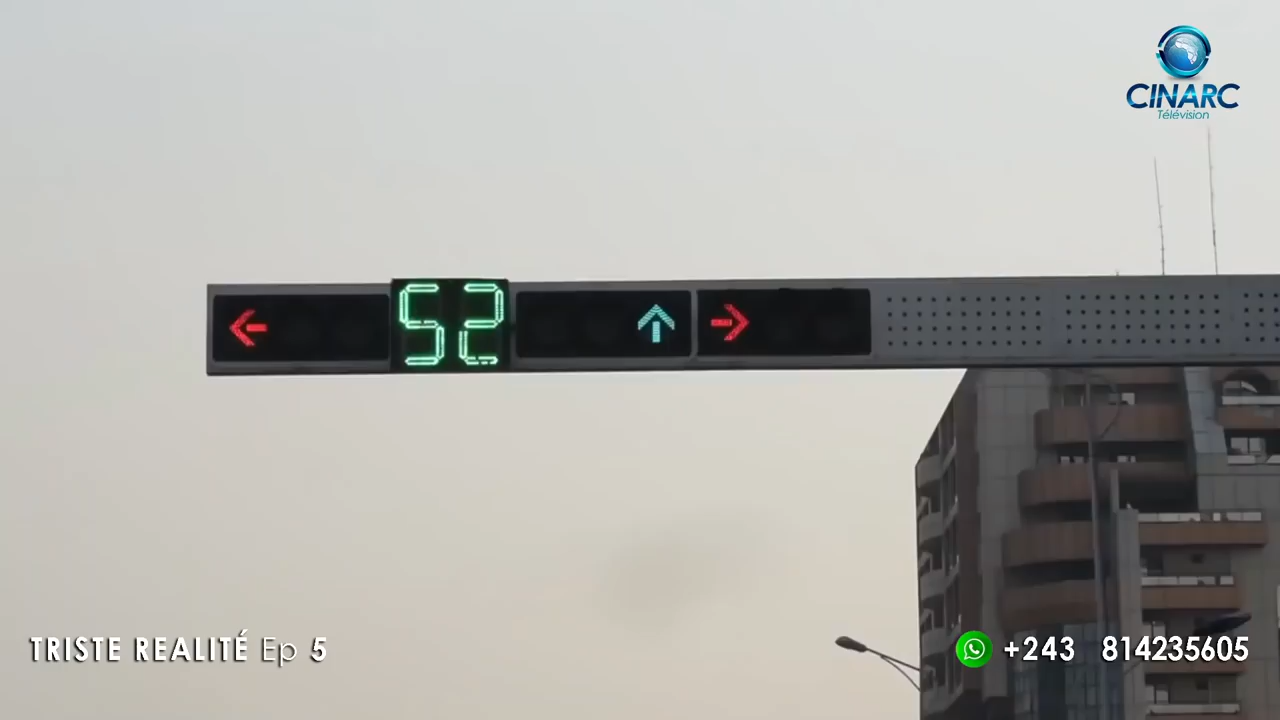 CINARC
Télévision
52
TRISTE REALITÉ Ep 5
+243 814235605